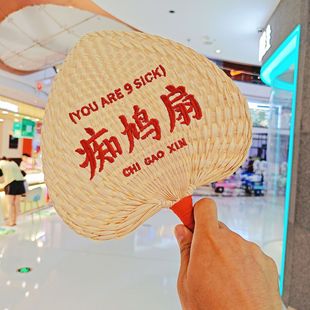 (YOU ARE 9 SICK)
痴鸠扇
CHI GAO XIN